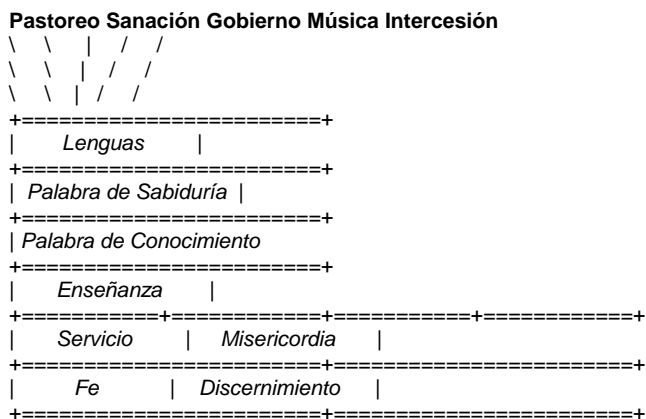 Pastoreo Sanación Gobierno Música Intercesión
\ \ | / /
\ \ | / /
\ \ | / /
+======================+
| Lenguas |
+======================+
| Palabra de Sabiduría |
+======================+
| Palabra de Conocimiento
+======================+
| Enseñanza |
+==========+===========+==========+===========+
| Servicio | Misericordia |
+======================+======================+
| Fe | Discernimiento |
+======================+======================+